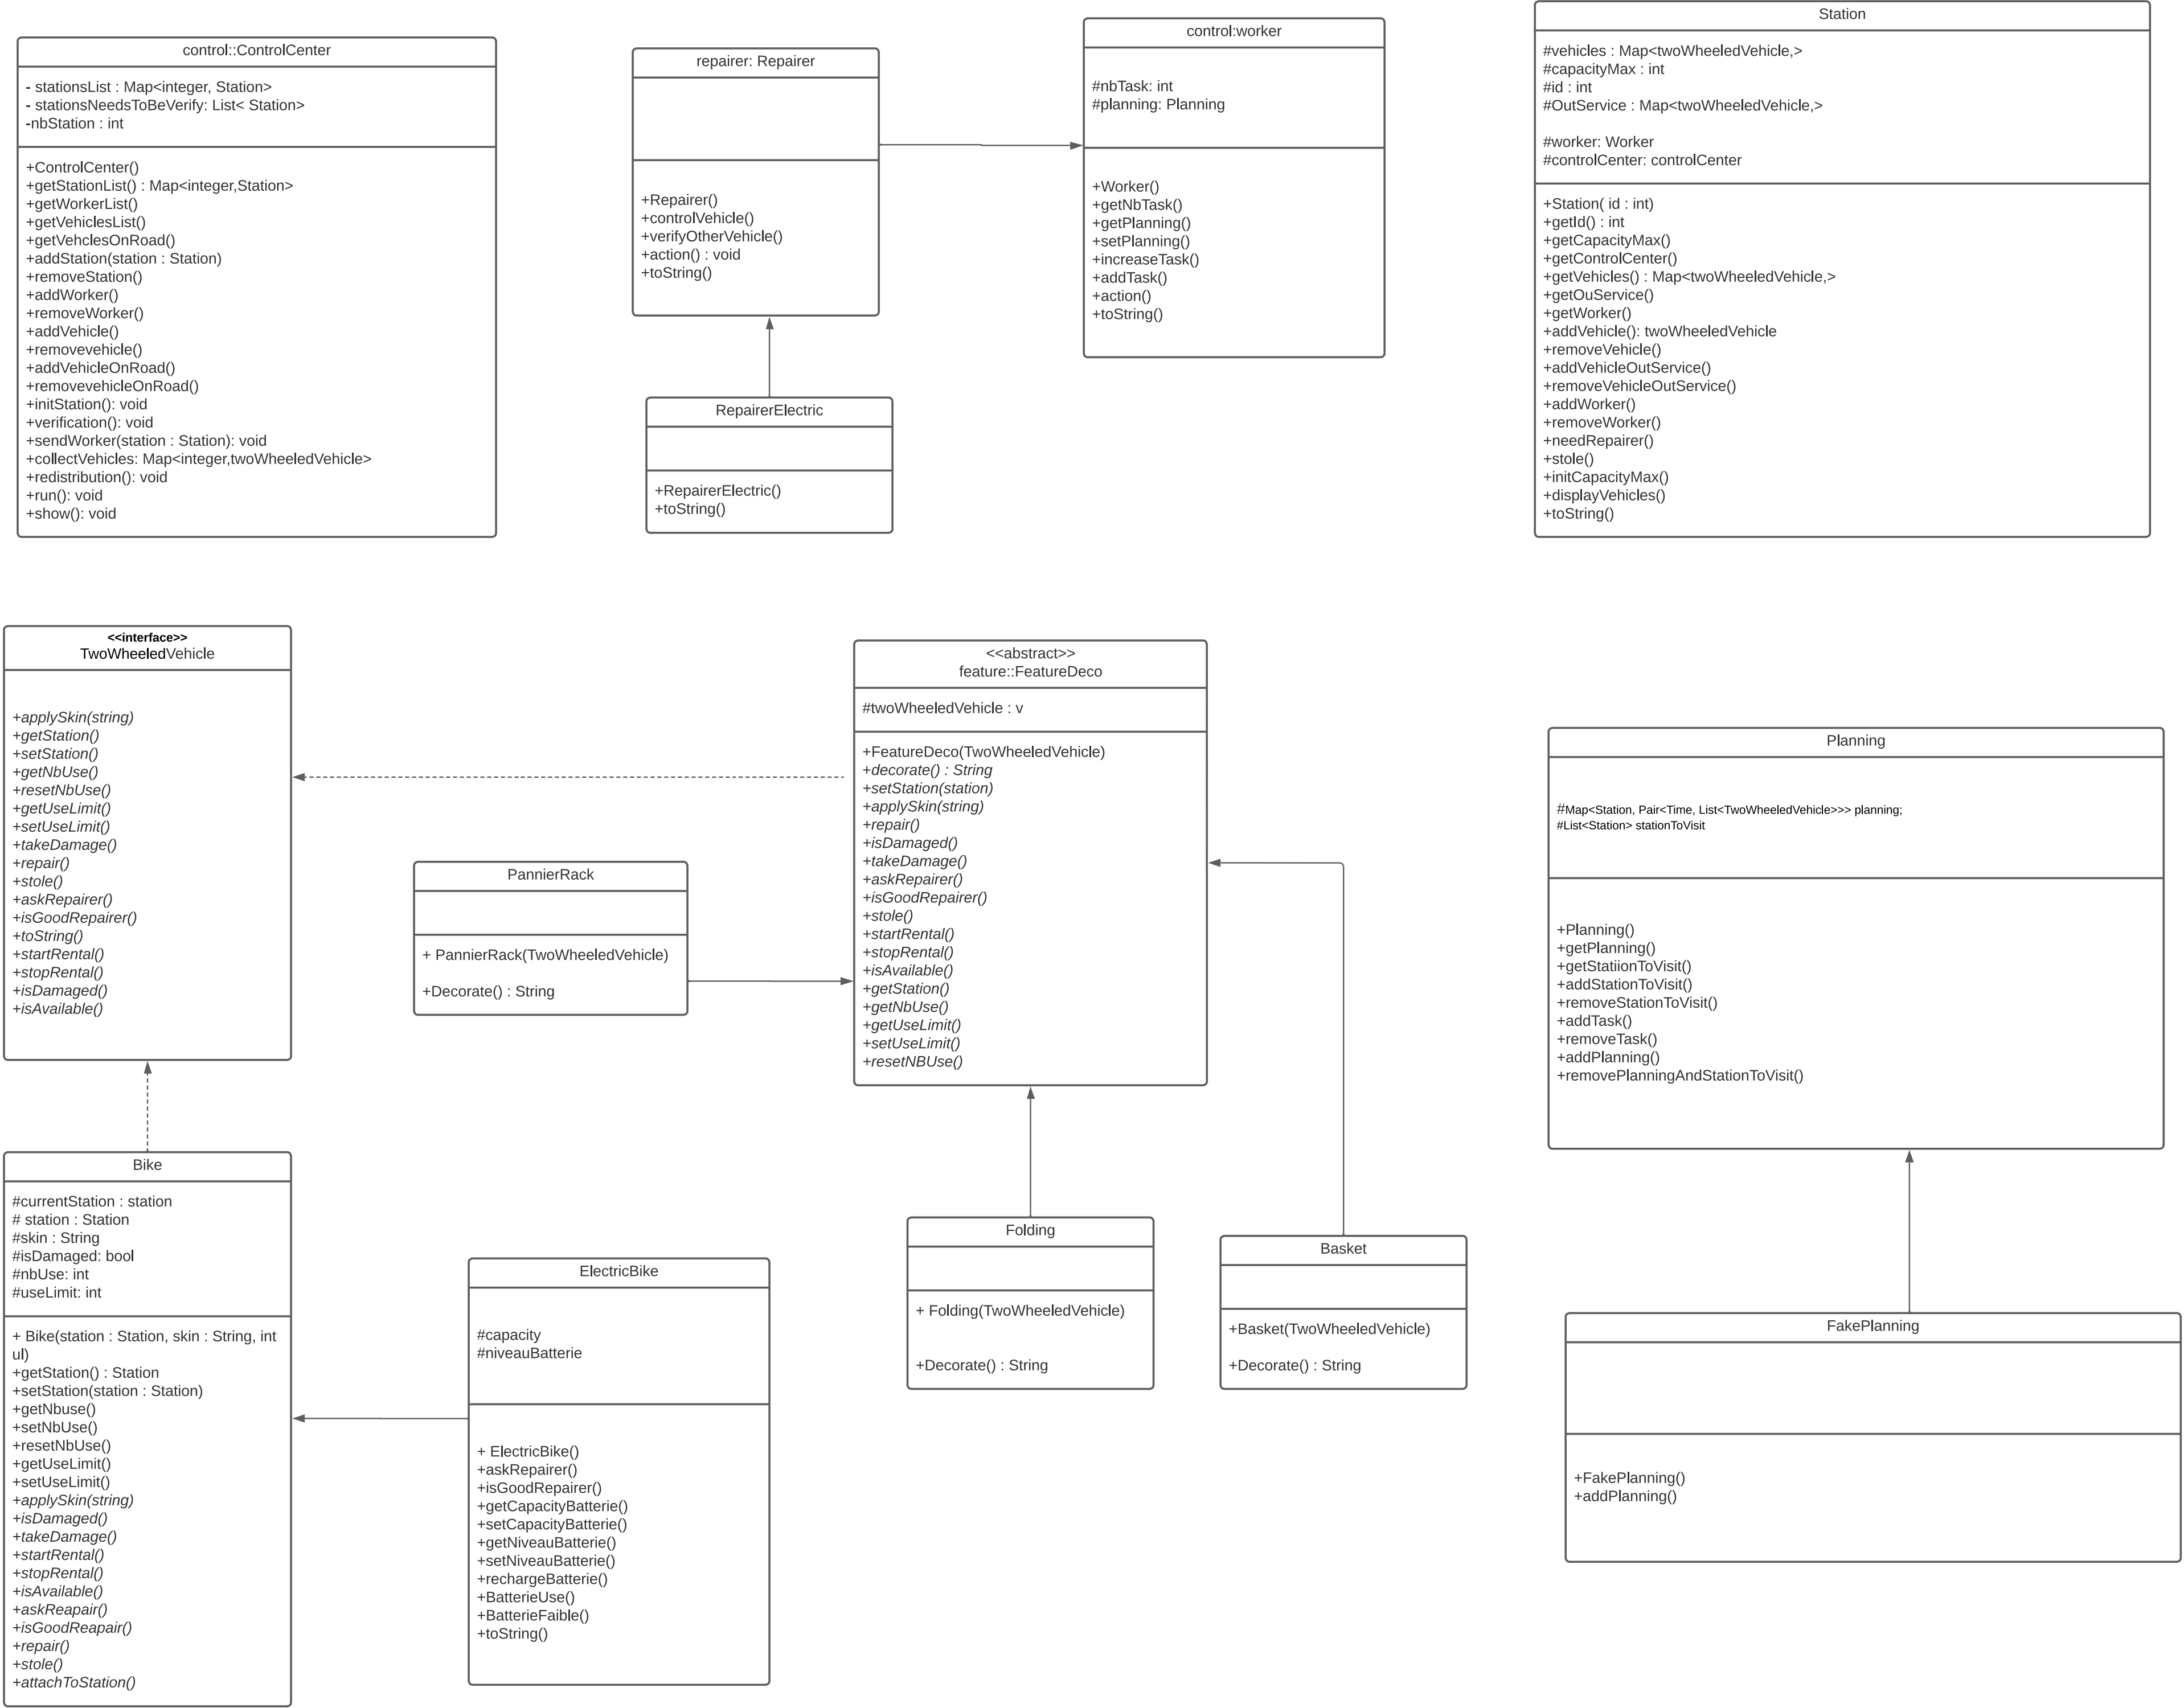 control::ControlCenter
- stationsList : Map<integer, Station>
- stationsNeedsToBeVerify: List< Station>
-nbStation : int
+ControlCenter()
+getStationList() : Map<integer,Station>
+getWorkerList()
+getVehiclesList()
+getVehclesOnRoad()
+addStation(station : Station)
+removeStation()
+addWorker()
+removeWorker()
+addVehicle()
+removevehicle()
+addVehicleOnRoad()
+removevehicleOnRoad()
+initStation(): void
+verification(): void
+sendWorker(station : Station): void
+collectVehicles: Map<integer,twoWheeledVehicle>
+redistribution(): void
+run(): void
+show(): void
repairer: Repairer
+Repairer()
+controlVehicle()
+verifyOtherVehicle()
+action() : void
+toString()
RepairerElectric
+RepairerElectric()
+toString()
control:worker
#nbTask: int
#planning: Planning
+Worker()
+getNbTask()
+getPlanning()
+setPlanning()
+increaseTask()
+addTask()
+action()
+toString()
Station
#vehicles : Map<twoWheeledVehicle,>
#capacityMax : int
#id : int
#OutService : Map<twoWheeledVehicle,>
#worker: Worker
#controlCenter: controlCenter
+Station( id : int)
+getId() : int
+getCapacityMax()
+getControlCenter()
+getVehicles() : Map<twoWheeledVehicle,>
+getOuService()
+getWorker()
+addVehicle(): twoWheeledVehicle
+removeVehicle()
+addVehicleOutService()
+removeVehicleOutService()
+addWorker()
+removeWorker()
+needRepairer()
+stole()
+initCapacityMax()
+displayVehicles()
+toString()
<<interface>>
TwoWheeledVehicle
+applySkin(string)
+getStation()
+setStation()
+getNbUse()
+resetNbUse()
+getUseLimit()
+setUseLimit()
+takeDamage()
+repair()
+stole()
+askRepairer()
+isGoodRepairer()
+toString()
+startRental()
+stopRental()
+isDamaged()
+isAvailable()
PannierRack
+ PannierRack(TwoWheeledVehicle)
+Decorate() : String
<<abstract>>
feature::FeatureDeco
#twoWheeledVehicle : v
+FeatureDeco(TwoWheeledVehicle)
+decorate() : String
+setStation(station)
+applySkin(string)
+repair()
+isDamaged()
+takeDamage()
+askRepairer()
+isGoodRepairer()
+stole()
+startRental()
+stopRental()
+isAvailable()
+getStation()
+getNbUse()
+getUseLimit()
+setUseLimit()
+resetNBUse()
Planning
#Map<Station, Pair<Time, List<TwoWheeledVehicle>>> planning;
#List<Station> stationToVisit
+Planning()
+getPlanning()
+getStatiionToVisit()
+addStationToVisit()
+removeStationToVisit()
+addTask()
+removeTask()
+addPlanning()
+removePlanningAndStationToVisit()
Bike
#currentStation : station
# station : Station
#skin : String
#isDamaged: bool
#nbUse: int
#useLimit: int
+ Bike(station : Station, skin : String, int
ul)
+getStation() : Station
+setStation(station : Station)
+getNbuse()
+setNbUse()
+resetNbUse()
+getUseLimit()
+setUseLimit()
+applySkin(string)
+isDamaged()
+takeDamage()
+startRental()
+stopRental()
+isAvailable()
+askReapair()
+isGoodReapair()
+repair()
+stole()
+attachToStation()
ElectricBike
#capacity
#niveauBatterie
+ ElectricBike()
+askRepairer()
+isGoodRepairer()
+getCapacityBatterie()
+setCapacityBatterie()
+getNiveauBatterie()
+setNiveauBatterie()
+rechargeBatterie()
+BatterieUse()
+BatterieFaible()
+toString()
Folding
+ Folding(TwoWheeledVehicle)
+Decorate() : String
Basket
+Basket(TwoWheeledVehicle)
+Decorate() : String
FakePlanning
+FakePlanning()
+addPlanning()